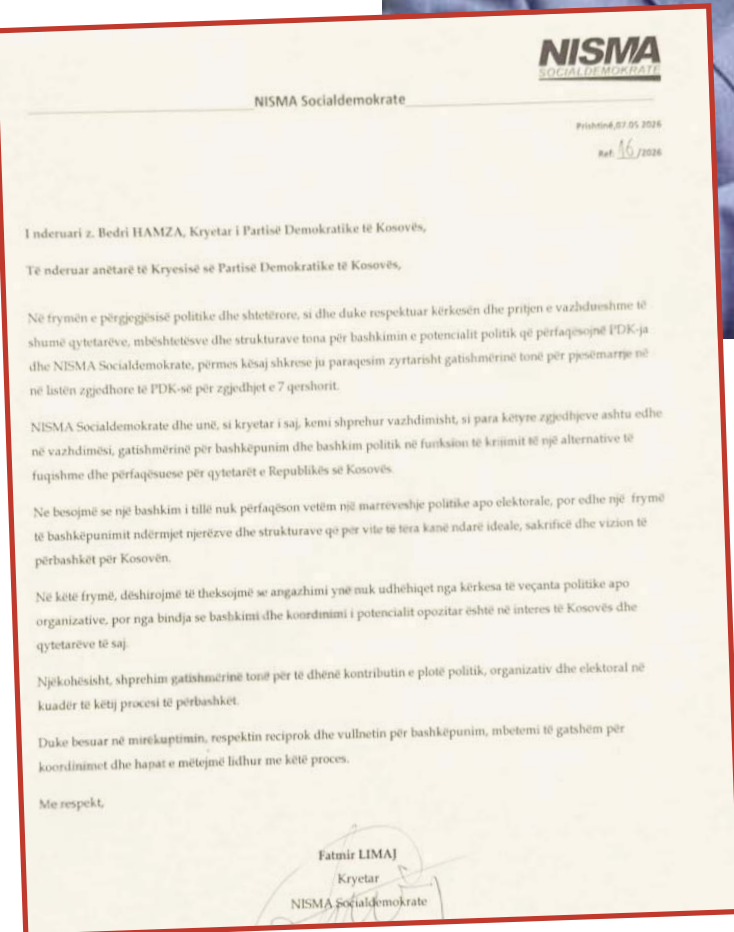 NISMA
SOCIALDEMOKRATE
NISMA Socialdemokrate
Prishtinë,07.05.2026
Ref: 16 /2026
I nderuari z. Bedri HAMZA, Kryetar i Partisë Demokratike të Kosovës,
Të nderuar anëtarë të Kryesisë së Partisë Demokratike të Kosovës,
Në frymën e përgjegjësisë politike dhe shtetërore, si dhe duke respektuar kërkesën dhe pritjen e vazhdueshme të
shumë qytetarëve, mbështetësve dhe strukturave tona për bashkimin e potencialit politik që përfaqësojnë PDK-ja
dhe NISMA Socialdemokrate, përmes kësaj shkrese ju paraqesim zyrtarisht gatishmërinë tonë për pjesëmarrje në
në listën zgjedhore të PDK-së për zgjedhjet e 7 qershorit.
NISMA Socialdemokrate dhe unë, si kryetar i saj, kemi shprehur vazhdimisht, si para këtyre zgjedhjeve ashtu edhe
në vazhdimësi, gatishmërinë për bashkëpunim dhe bashkim politik në funksion të krijimit të një alternative të
fuqishme dhe përfaqësuese për qytetarët e Republikës së Kosovës.
Ne besojmë se një bashkim i tillë nuk përfaqëson vetëm një marrëveshje politike apo elektorale, por edhe një frymë
të bashkëpunimit ndërmjet njerëzve dhe strukturave që për vite të tëra kanë ndarë ideale, sakrificë dhe vizion të
përbashkët për Kosovën.
Në këtë frymë, dëshirojmë të theksojmë se angazhimi ynë nuk udhëhiqet nga kërkesa të veçanta politike apo
organizative, por nga bindja se bashkimi dhe koordinimi i potencialit opozitar është në interes të Kosovës dhe
qytetarëve të saj.
Njëkohësisht, shprehim gatishmërinë tonë për të dhënë kontributin e plotë politik, organizativ dhe elektoral në
kuadër të këtij procesi të përbashkët.
Duke besuar në mirëkuptimin, respektin reciprok dhe vullnetin për bashkëpunim, mbetemi të gatshëm për
koordinimet dhe hapat e mëtejmë lidhur me këtë proces.
Me respekt,
Fatmir LIMAJ
Kryetar
NISMA Socialdemokrate